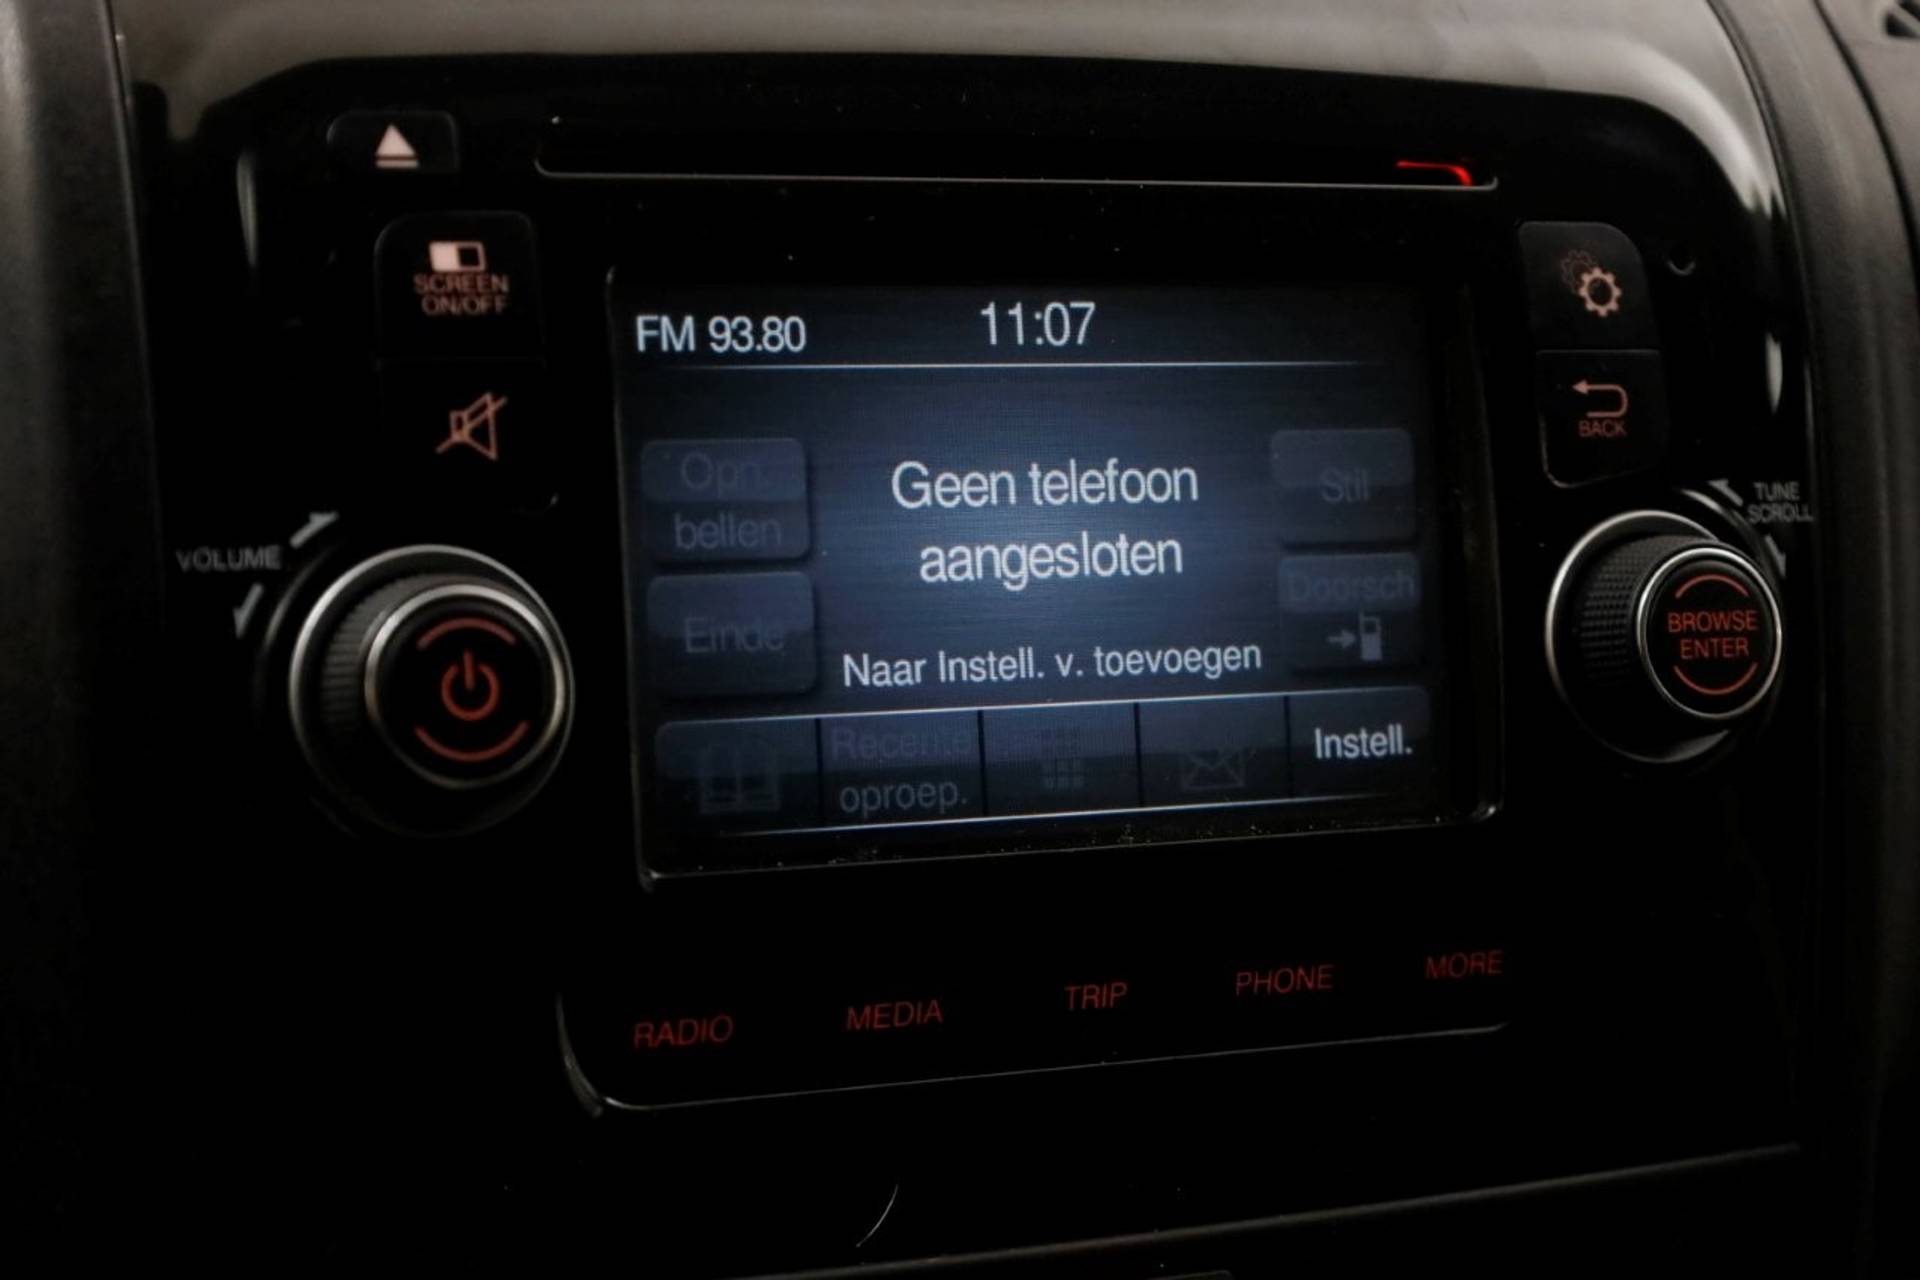 SCREEN
ON/OFF
FM 93.80
11:07
BACK
Opn.
bellen
Geen telefoon
aangesloten
Stil
TUNE
SCROLL
VOLUME
Einde
Doorsch
BROWSE
ENTER
Naar Instell. v. toevoegen
Recente
oproep.
Instell.
RADIO
MEDIA
TRIP
PHONE
MORE